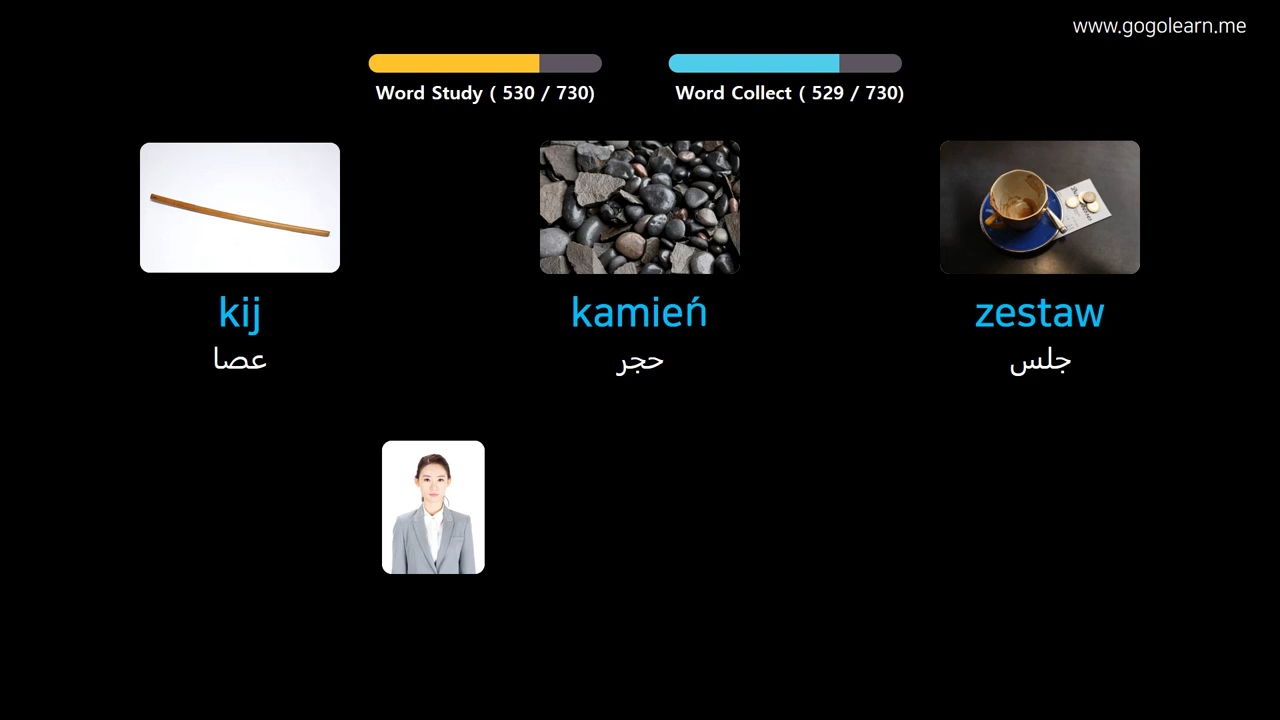 www.gogolearn.me
Word Study ( 530 / 730)
Word Collect ( 529 / 730)
kij
kamień
zestaw
عصا
حجر
جلس